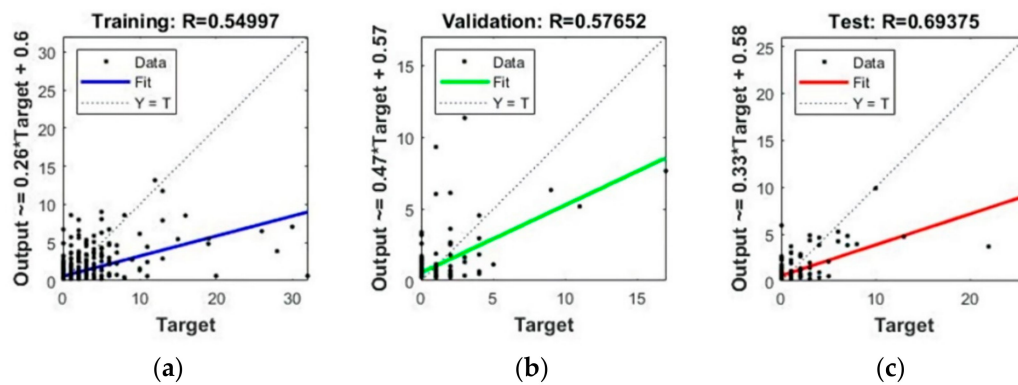 Training: R=0.54997
Output ~= 0.26*Target + 0.6
30
25
20
15
10
5
0
Data
Fit
Y = T
0
10
20
30
Target
(a)
Validation: R=0.57652
Output ~= 0.47*Target + 0.57
15
10
5
0
Data
Fit
Y = T
0
5
10
15
Target
(b)
Test: R=0.69375
Output ~= 0.33*Target + 0.58
25
20
15
10
5
0
Data
Fit
Y = T
0
10
20
Target
(c)